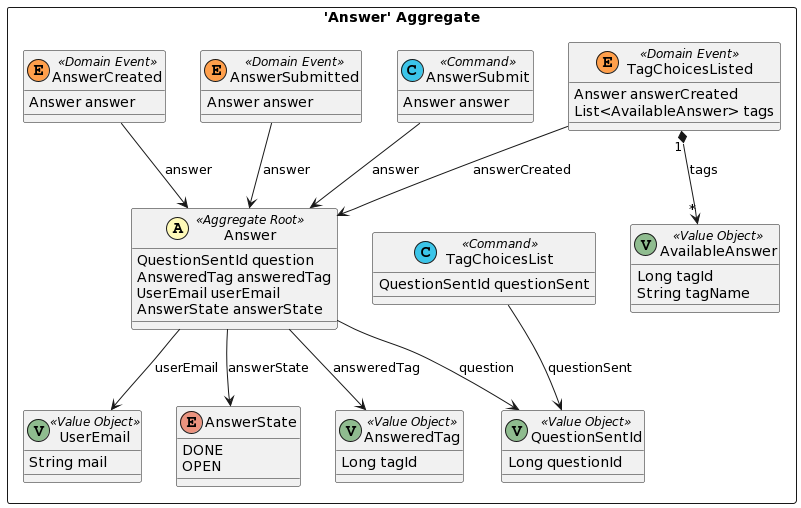 'Answer' Aggregate
E «Domain Event»
AnswerCreated
Answer answer
E «Domain Event»
AnswerSubmitted
Answer answer
C «Command»
AnswerSubmit
Answer answer
E «Domain Event»
TagChoicesListed
Answer answerCreated
List<AvailableAnswer> tags
answer
answer
answer
answerCreated
1
tags
*
A «Aggregate Root»
Answer
QuestionSentId question
AnsweredTag answeredTag
UserEmail userEmail
AnswerState answerState
C «Command»
TagChoicesList
QuestionSentId questionSent
V «Value Object»
AvailableAnswer
Long tagId
String tagName
userEmail
answerState
answeredTag
question
questionSent
V «Value Object»
UserEmail
String mail
E AnswerState
DONE
OPEN
V «Value Object»
AnsweredTag
Long tagId
V «Value Object»
QuestionSentId
Long questionId